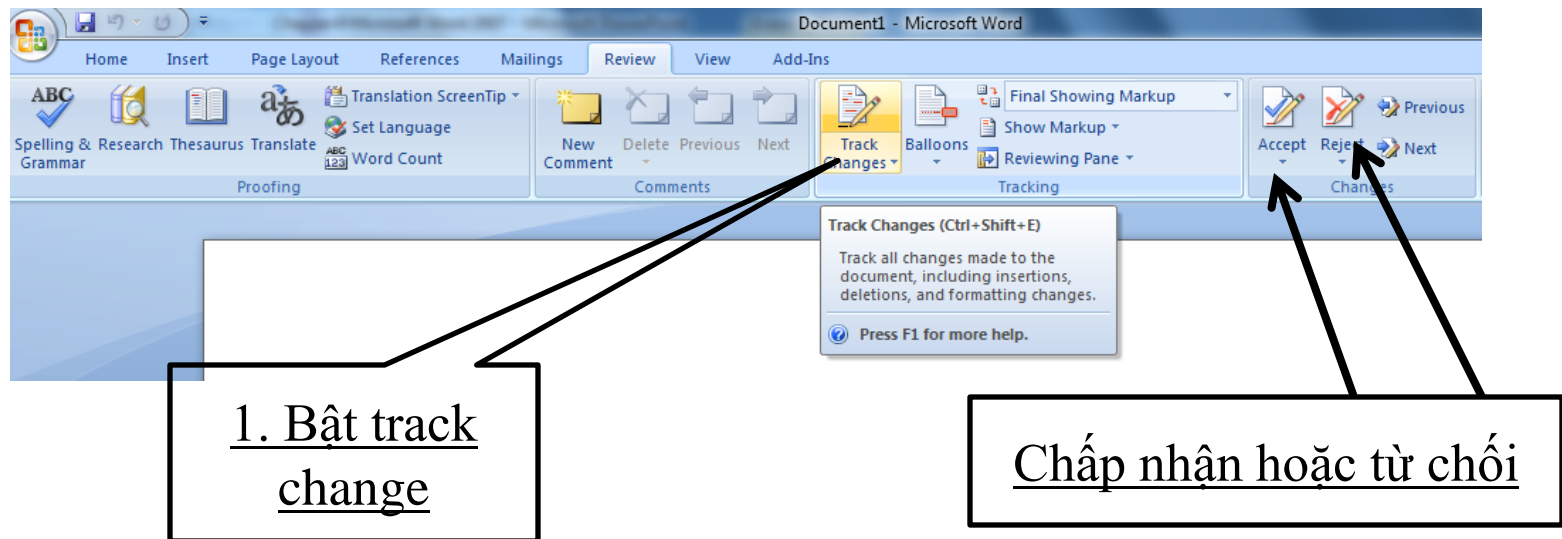 Document1 - Microsoft Word
Home Insert Page Layout References Mailings Review View Add-Ins
ABC
Spelling &
Grammar
Research
Thesaurus
Translate
Translation ScreenTip
Set Language
ABC
123
Word Count
Proofing
New
Comment
Delete
Previous
Next
Comments
Track
Changes
Balloons
Final Showing Markup
Show Markup
Reviewing Pane
Tracking
Accept
Reject
Previous
Next
Changes
Track Changes (Ctrl+Shift+E)
Track all changes made to the
document, including insertions,
deletions, and formatting changes.
Press F1 for more help.
1. Bật track
change
Chấp nhận hoặc từ chối